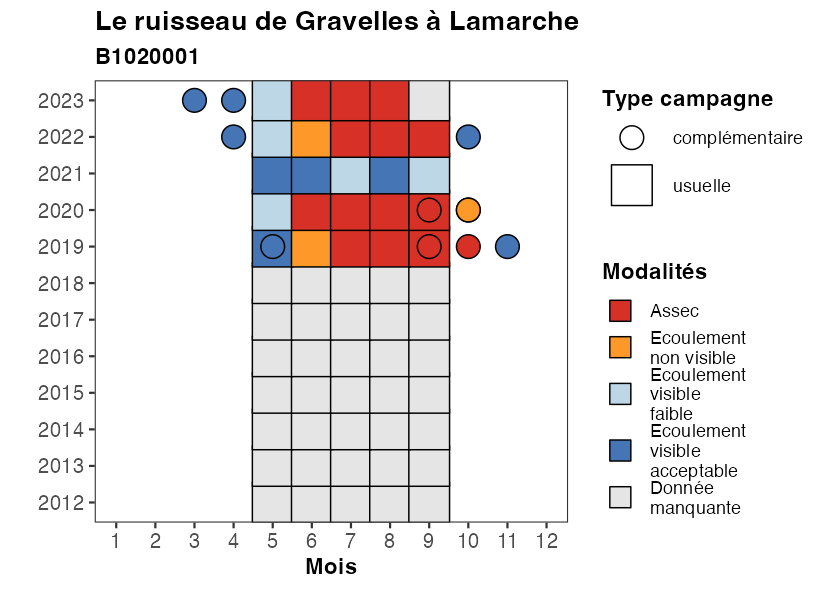 Le ruisseau de Gravelles à Lamarche
B1020001
2023
2022
2021
2020
2019
2018
2017
2016
2015
2014
2013
2012
1 2 3 4 5 6 7 8 9 10 11 12
Mois
Type campagne
complémentaire
usuelle
Modalités
Assec
Ecoulement
non visible
Ecoulement
visible
faible
Ecoulement
visible
acceptable
Donnée
manquante